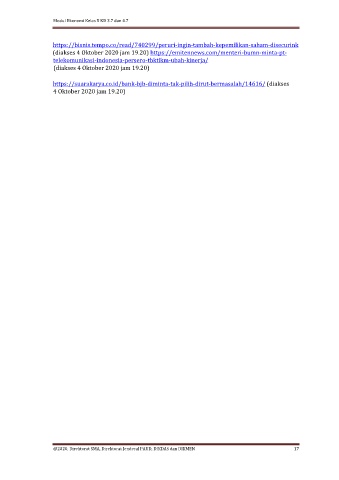 Modul Ekonomi Kelas X KD 3.7 dan 4.7
https://bisnis.tempo.co/read/740299/peruri-ingin-tambah-kepemilikan-saham-disecurink
(diakses 4 Oktober 2020 jam 19.20) https://emitennews.com/menteri-bumn-minta-pt-
telekomunikasi-indonesia-persero-tbktlkm-ubah-kinerja/
(diakses 4 Oktober 2020 jam 19.20)
https://suarakarya.co.id/bank-bjb-diminta-tak-pilih-dirut-bermasalah/14616/ (diakses
4 Oktober 2020 jam 19.20)
@2020, Direktorat SMA, Direktorat Jenderal PAUD, DIKDAS dan DIKMEN 17